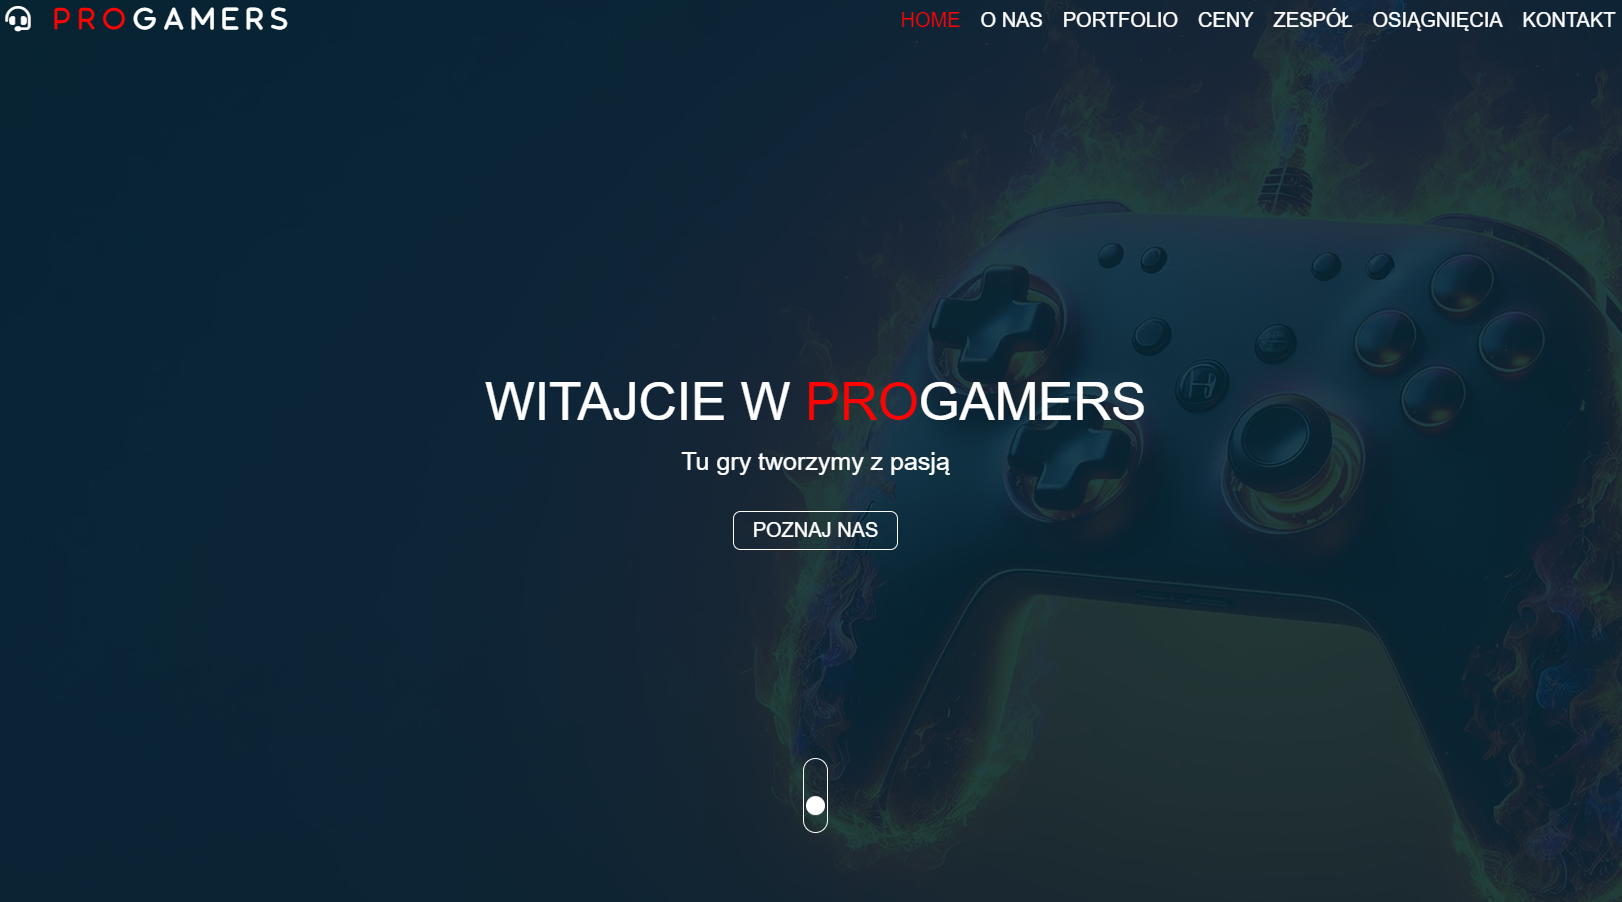 PROGAMERS
HOME O NAS PORTFOLIO CENY ZESPÓŁ OSIĄGNIĘCIA KONTAKT
WITAJCIE W PROGAMERS
Tu gry tworzymy z pasją
POZNAJ NAS